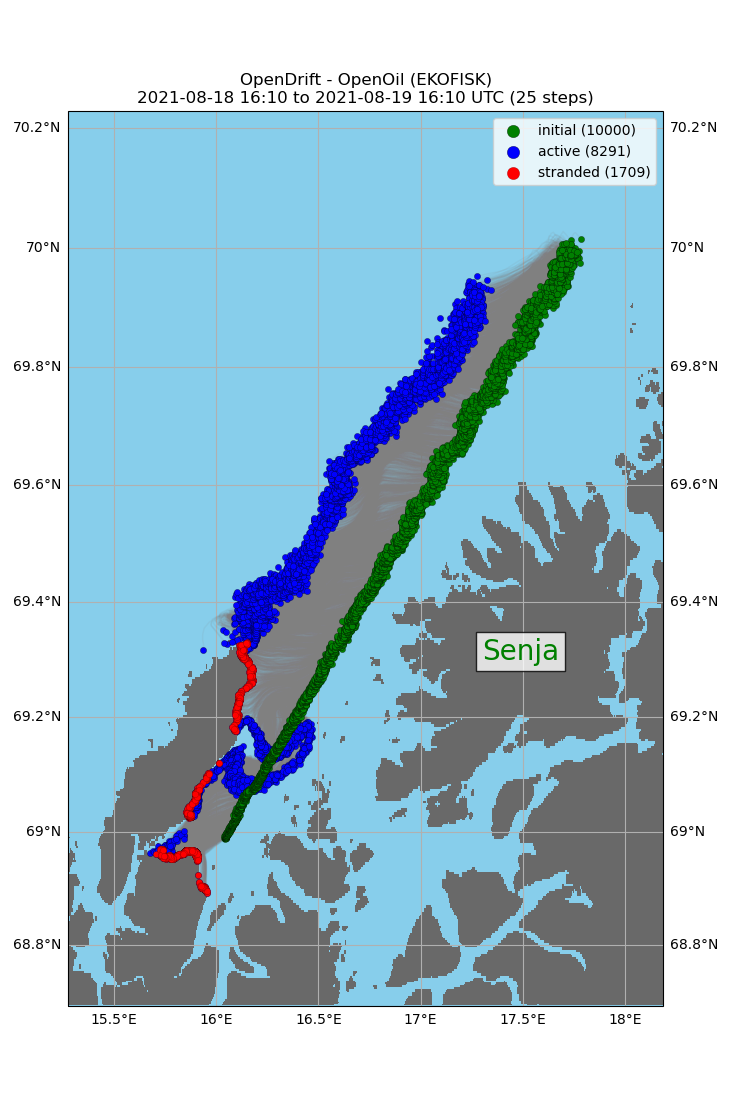 OpenDrift - OpenOil (EKOFISK)
2021-08-18 16:10 to 2021-08-19 16:10 UTC (25 steps)
initial (10000)
active (8291)
stranded (1709)
70.2°N 70.2°N
70°N 70°N
69.8°N 69.8°N
69.6°N 69.6°N
69.4°N 69.4°N
Senja
69.2°N 69.2°N
69°N 69°N
68.8°N 68.8°N
15.5°E 16°E 16.5°E 17°E 17.5°E 18°E